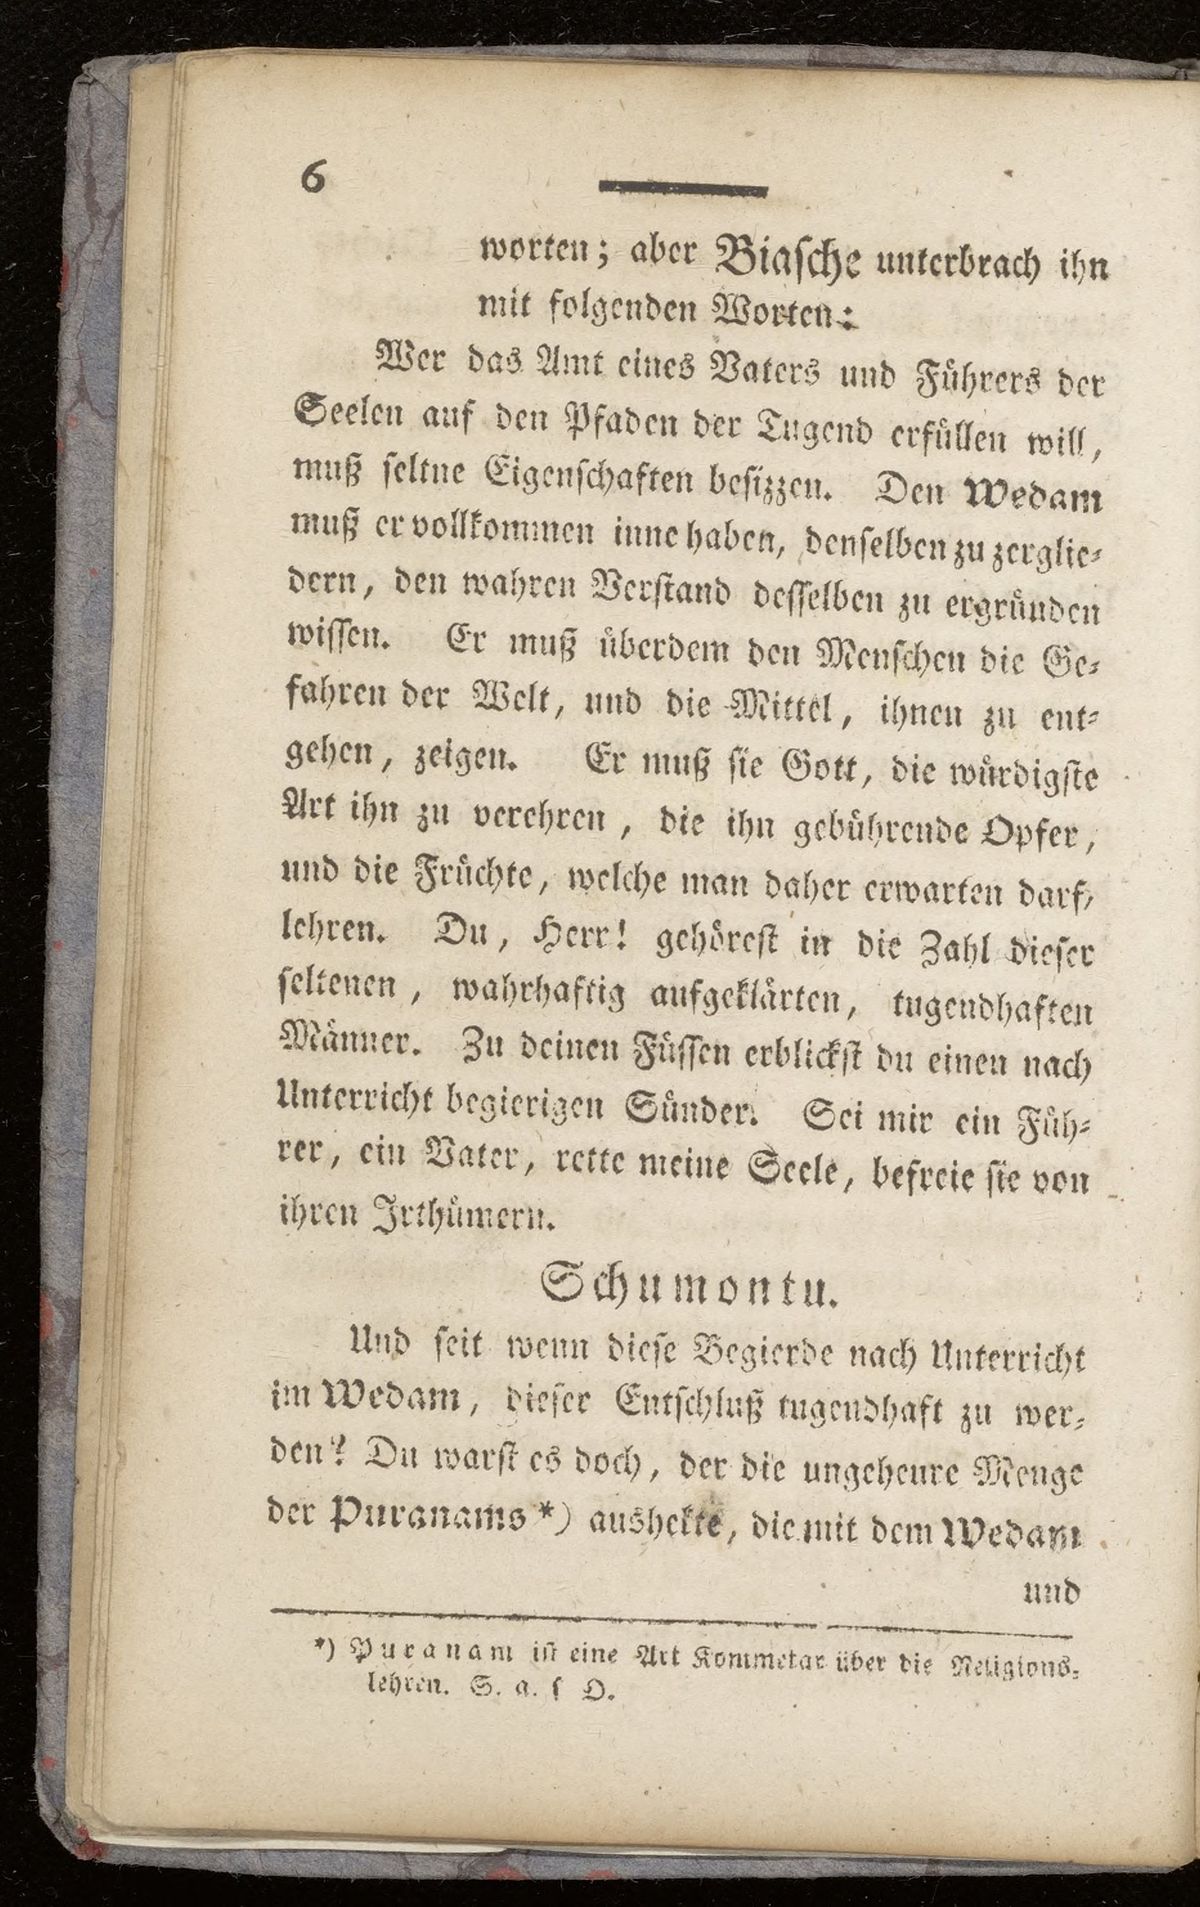 6
worten; aber Biasche unterbrach ihn
mit folgenden Worten:
Wer das Amt eines Vaters und Führers der
Seelen auf den Pfaden der Tugend erfüllen will,
muß seltne Eigenschaften besizzen. Den Wedam
muß er vollkommen inne haben, denselben zu zerglie-
dern, den wahren Verstand desselben zu ergründen
wissen. Er muß überdem den Menschen die Ge-
fahren der Welt, und die Mittel, ihnen zu ent-
gehen, zeigen. Er muß sie Gott, die würdigste
Art ihn zu verehren, die ihn gebührende Opfer,
und die Früchte, welche man daher erwarten darf,
lehren. Du, Herr! gehörest in die Zahl dieser
seltenen, wahrhaftig aufgeklärten, tugendhaften
Männer. Zu deinen Füssen erblickst du einen nach
Unterricht begierigen Sünder. Sei mir ein Füh-
rer, ein Vater, rette meine Seele, befreie sie von
ihren Irthümern.
Schumontu.
Und seit wenn diese Begierde nach Unterricht
im Wedam, dieser Entschluß tugendhaft zu wer-
den? Du warst es doch, der die ungeheure Menge
der Puranams *) aushekte, die mit dem Wedam
und
*) Puranam ist eine Art Kommetar über die Religions-
lehren. S. a. s O.